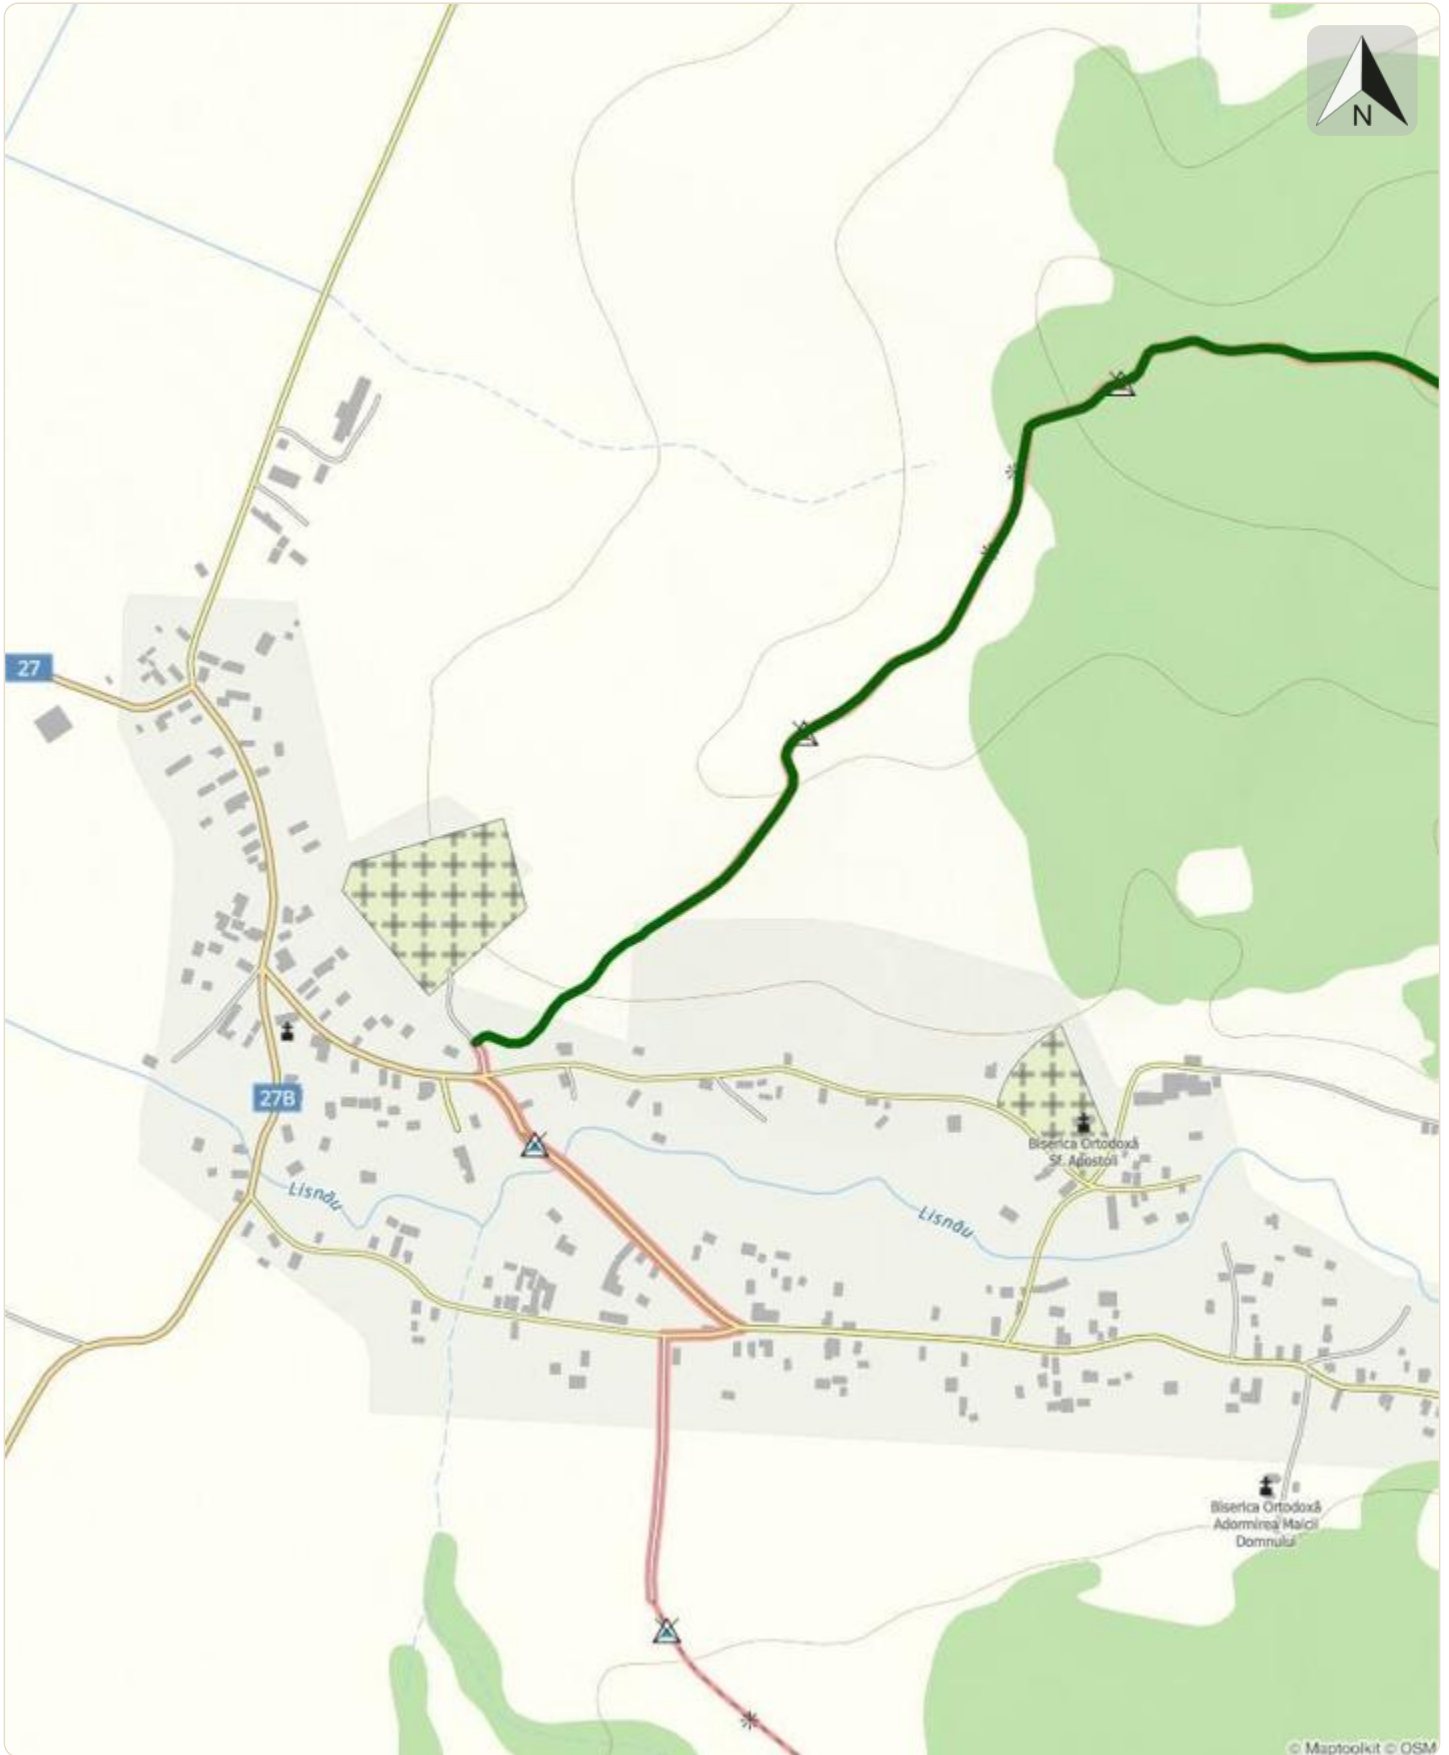 N
27
27B
Biserica Ortodoxă
Sf. Apostoli
Lisnău
Lisnău
Biserica Ortodoxă
Adormirea Maicii
Domnului
© Maptoolkit © OSM